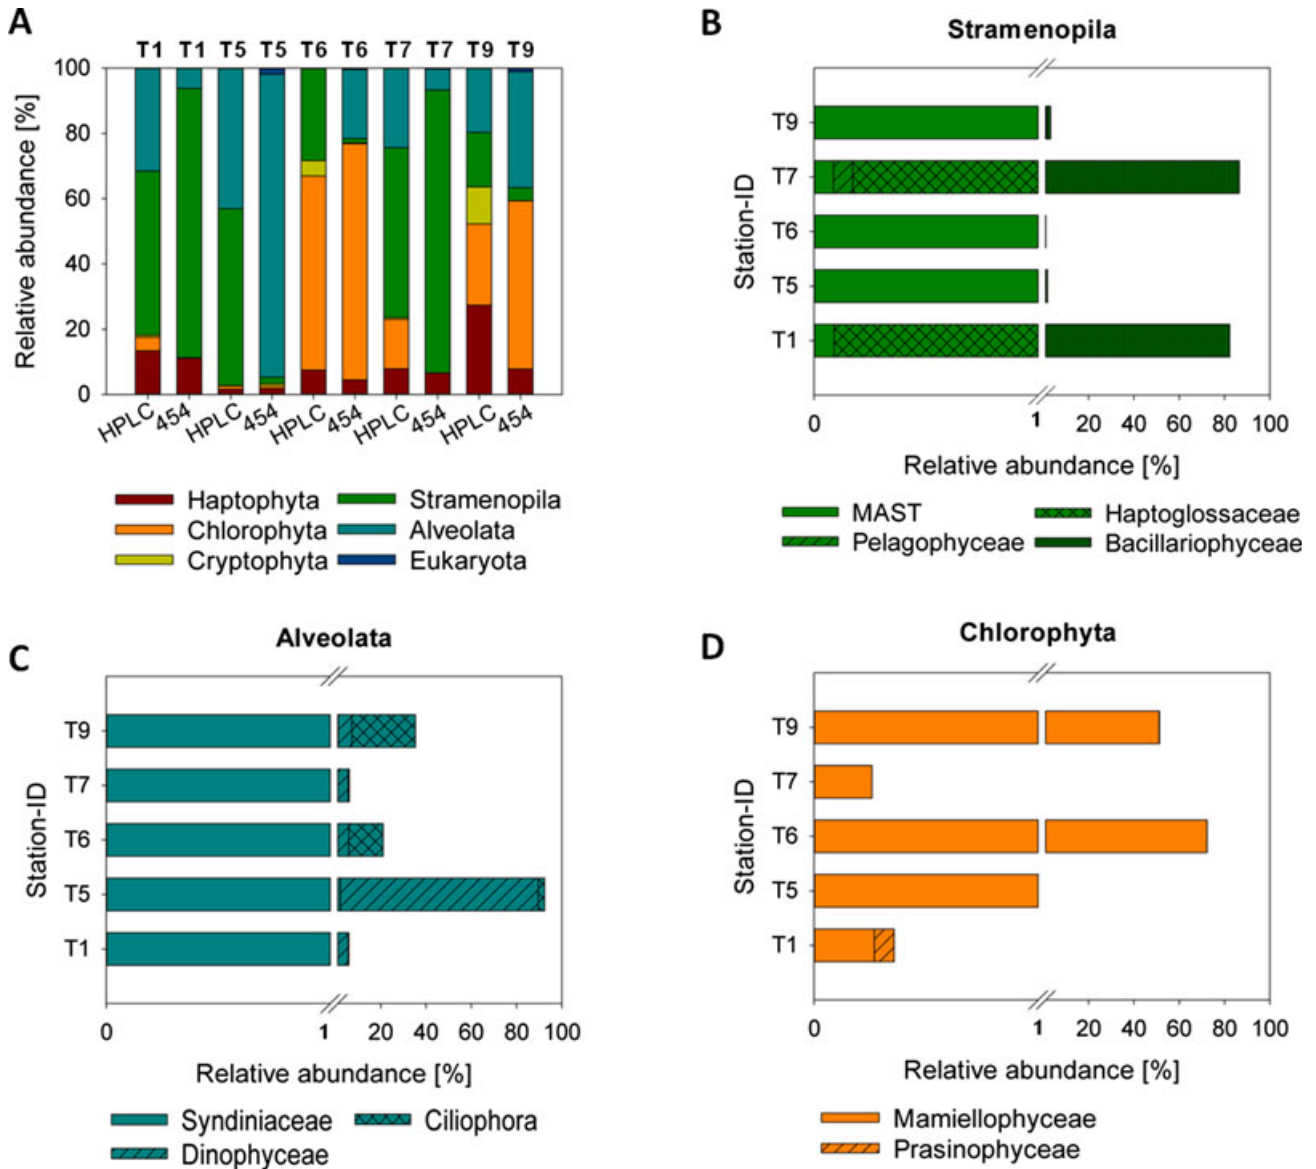 A
T1 T1 T5 T5 T6 T6 T7 T7 T9 T9
Relative abundance [%]
100
80
60
40
20
0
HPLC 454 HPLC 454 HPLC 454 HPLC 454 HPLC 454
Haptophyta Stramenopila
Chlorophyta Alveolata
Cryptophyta Eukaryota
B
Stramenopila
Station-ID
T9
T7
T6
T5
T1
0 1 20 40 60 80 100
Relative abundance [%]
MAST Haptoglossaceae
Pelagophyceae Bacillariophyceae
C
Alveolata
Station-ID
T9
T7
T6
T5
T1
0 1 20 40 60 80 100
Relative abundance [%]
Syndiniaceae Ciliophora
Dinophyceae
D
Chlorophyta
Station-ID
T9
T7
T6
T5
T1
0 1 20 40 60 80 100
Relative abundance [%]
Mamiellophyceae
Prasinophyceae